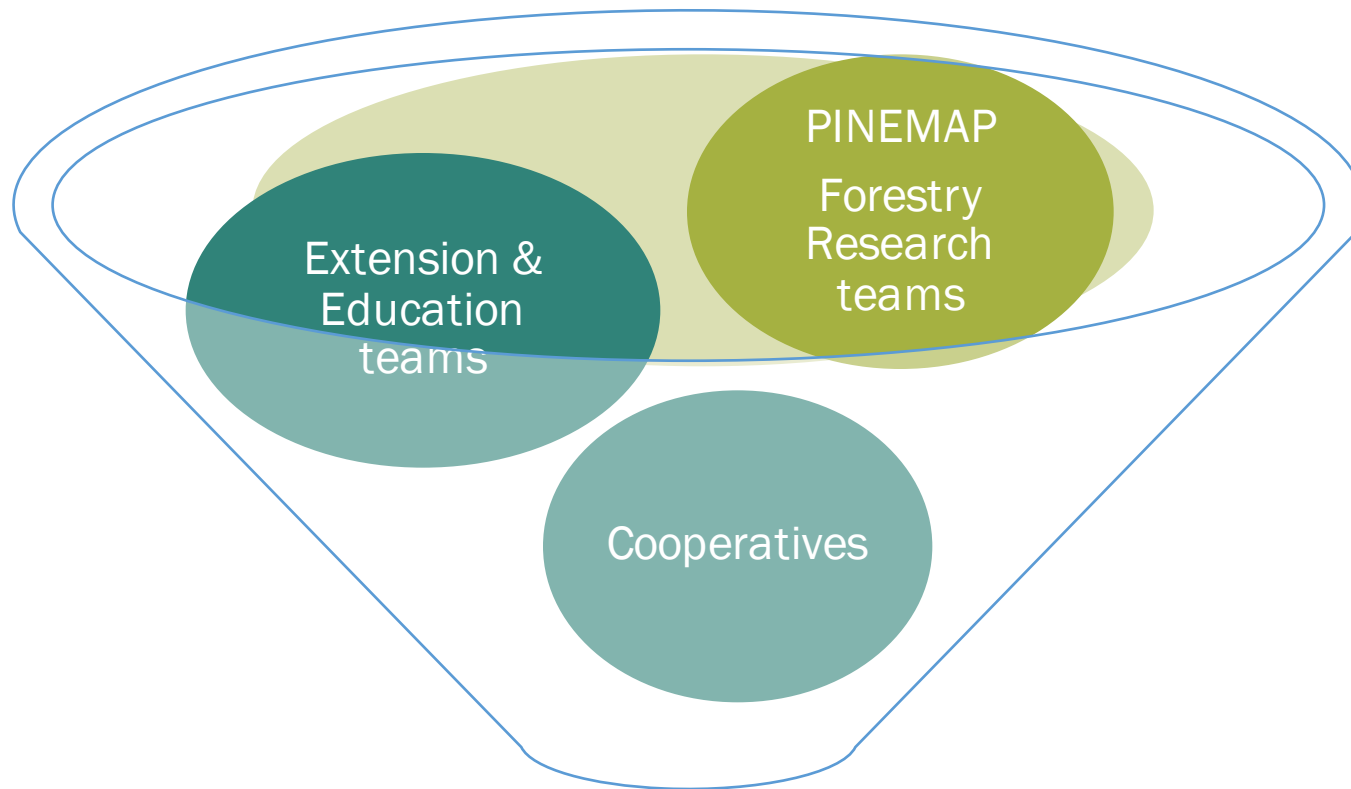 PINEMAP
Forestry
Research
teams
Extension &
Education
teams
Cooperatives